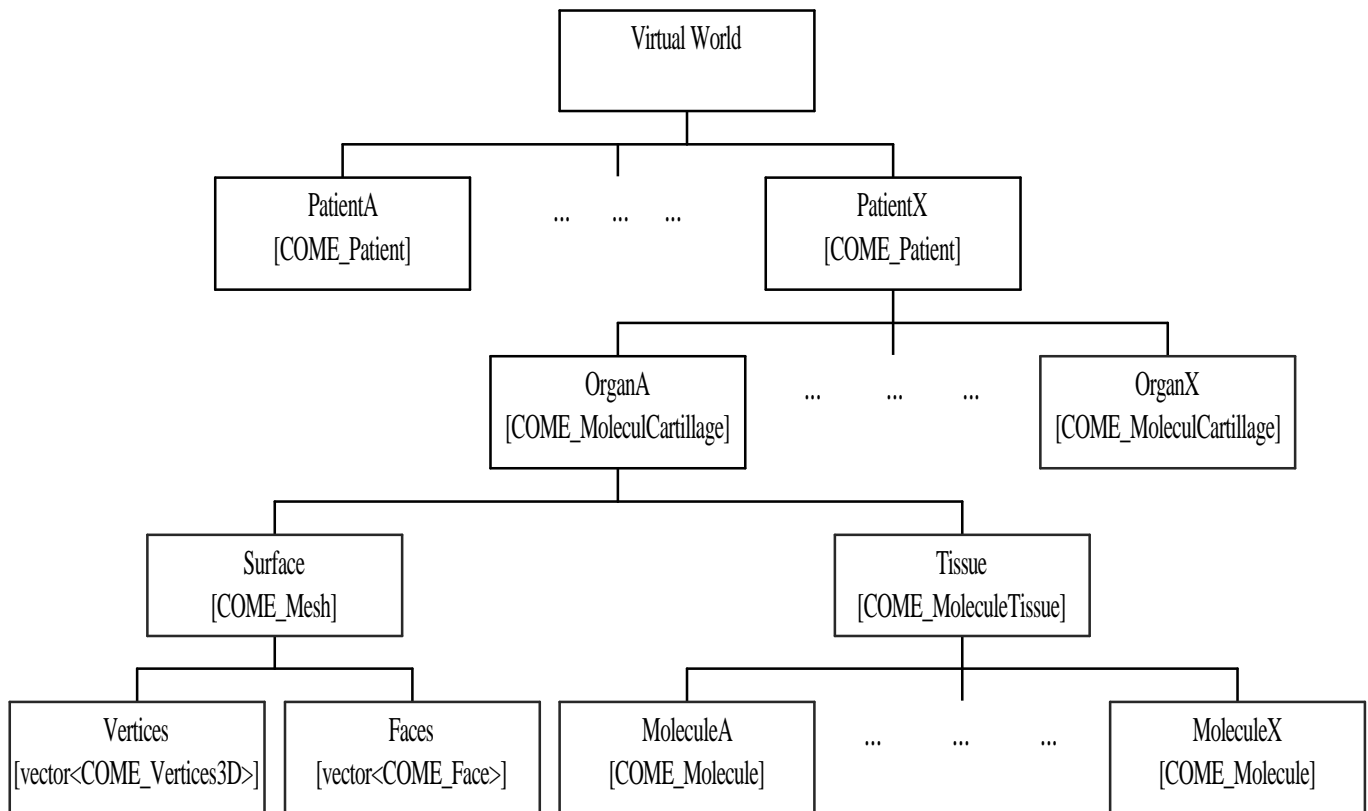 Virtual World
PatientA
[COME_Patient]
... ... ...
PatientX
[COME_Patient]
OrganA
[COME_MoleculCartillage]
... ... ...
OrganX
[COME_MoleculCartillage]
Surface
[COME_Mesh]
Tissue
[COME_MoleculeTissue]
Vertices
[vector<COME_Vertices3D>]
Faces
[vector<COME_Face>]
MoleculeA
[COME_Molecule]
... ... ...
MoleculeX
[COME_Molecule]